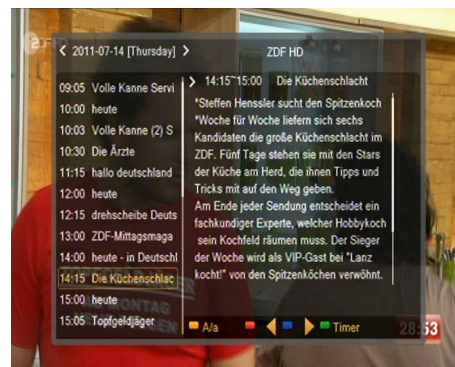 2011-07-14 [Thursday]
ZDF HD
09:05 Volle Kanne Servi
10:00 heute
10:03 Volle Kanne (2) S
10:30 Die Ärzte
11:15 hallo deutschland
12:00 heute
12:15 drehscheibe Deuts
13:00 ZDF-Mittagsmaga
14:00 heute - in Deutschl
14:15 Die Küchenschlac
15:00 heute
15:05 Topfgeldjäger
14:15~15:00 Die Küchenschlacht
"Steffen Henssler sucht den Spitzenkoch
"Woche für Woche liefern sich sechs
Kandidaten die große Küchenschlacht im
ZDF. Fünf Tage stehen sie mit den Stars
der Küche am Herd, die ihnen Tipps und
Tricks mit auf den Weg geben.
Am Ende jeder Sendung entscheidet ein
fachkundiger Experte, welcher Hobbykoch
sein Kochfeld räumen muss. Der Sieger
der Woche wird als VIP-Gast bei "Lanz
kocht!" von den Spitzenköchen verwöhnt.
A/a
Timer